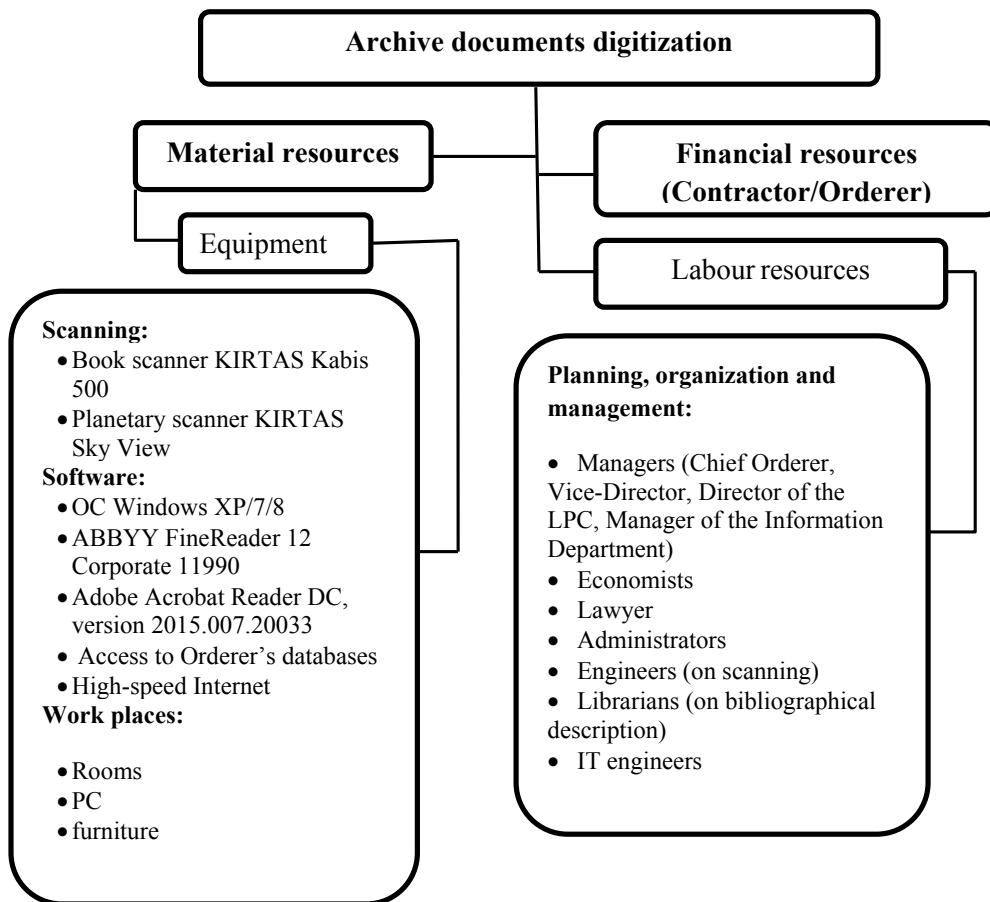 Archive documents digitization
Material resources
Financial resources
(Contractor/Orderer)
Equipment
Labour resources
Scanning:
• Book scanner KIRTAS Kabis
500
• Planetary scanner KIRTAS
Sky View
Software:
• OC Windows XP/7/8
• ABBYY FineReader 12
Corporate 11990
• Adobe Acrobat Reader DC,
version 2015.007.20033
• Access to Orderer’s databases
• High-speed Internet
Work places:
• Rooms
• PC
• furniture
Planning, organization and
management:
• Managers (Chief Orderer,
Vice-Director, Director of the
LPC, Manager of the Information
Department)
• Economists
• Lawyer
• Administrators
• Engineers (on scanning)
• Librarians (on bibliographical
description)
• IT engineers